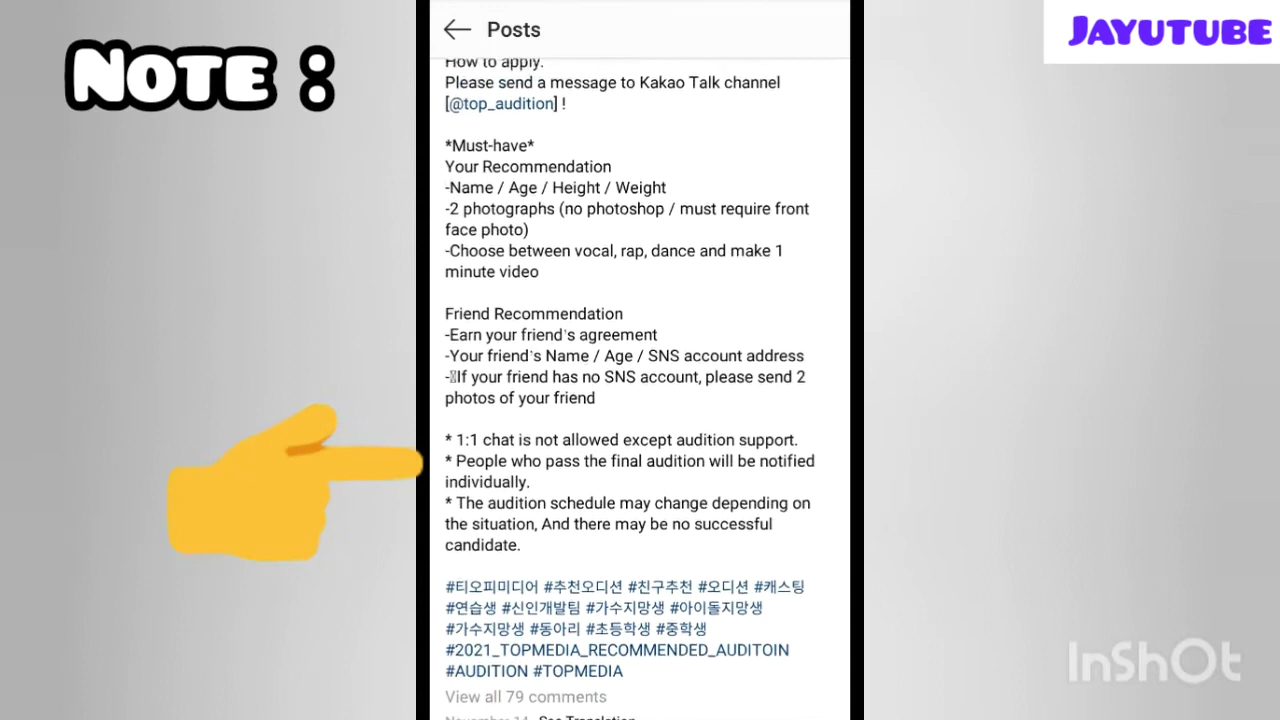 NOTE :
JAYUTUBE
Posts
How to apply.
Please send a message to Kakao Talk channel
[@top_audition] !
*Must-have*
Your Recommendation
-Name / Age / Height / Weight
-2 photographs (no photoshop / must require front
face photo)
-Choose between vocal, rap, dance and make 1
minute video
Friend Recommendation
-Earn your friend's agreement
-Your friend's Name / Age / SNS account address
-If your friend has no SNS account, please send 2
photos of your friend
* 1:1 chat is not allowed except audition support.
* People who pass the final audition will be notified
individually.
* The audition schedule may change depending on
the situation, And there may be no successful
candidate.
#티오피미디어 #추천오디션 #친구추천 #오디션 #캐스팅
#연습생 #신인개발팀 #가수지망생 #아이돌지망생
#가수지망생 #동아리 #초등학생 #중학생
#2021_TOPMEDIA_RECOMMENDED_AUDITOIN
#AUDITION #TOPMEDIA
View all 79 comments
November 14 See Translation
InShOt